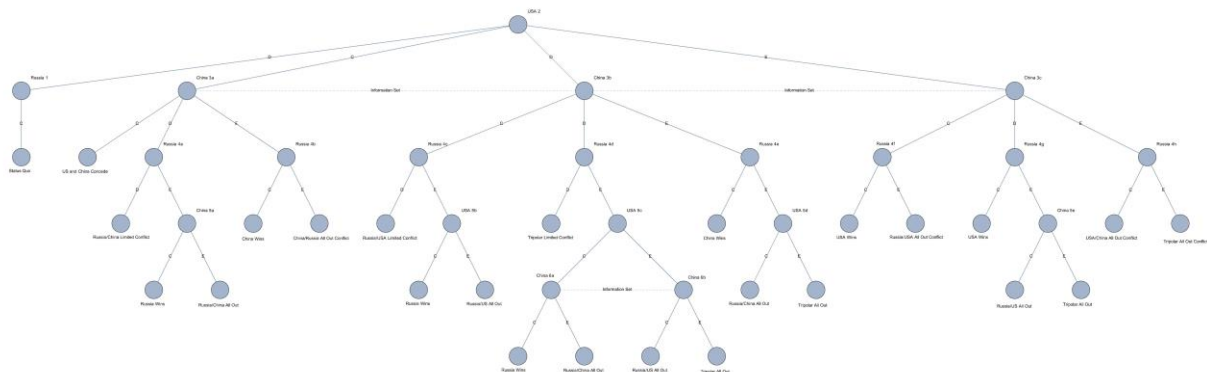 USA 2
D
C
D
E
Russia 1
China 3a
Information Set
China 3b
Information Set
China 3c
C
C
D
E
C
D
E
C
D
E
Status Quo
US and China Concede
Russia 4a
Russia 4b
Russia 4c
Russia 4d
Russia 4e
Russia 4f
Russia 4g
Russia 4h
D
E
C
E
D
E
D
E
C
E
C
E
C
E
C
E
Russia/China Limited Conflict
China 5a
China Wins
China/Russia All Out Conflict
Russia/USA Limited Conflict
USA 5b
Tripolar Limited Conflict
USA 5c
China Wins
USA 5d
USA Wins
Russia/USA All Out Conflict
USA Wins
China 5e
USA/China All Out Conflict
Tripolar All Out Conflict
C
E
C
E
C
E
C
E
C
E
Russia Wins
Russia/China All Out
Russia Wins
Russia/US All Out
China 6a
Information Set
China 6b
Russia/China All Out
Tripolar All Out
Russia/US All Out
Tripolar All Out
C
E
C
E
Russia Wins
Russia/China All Out
Russia/US All Out
Tripolar All Out